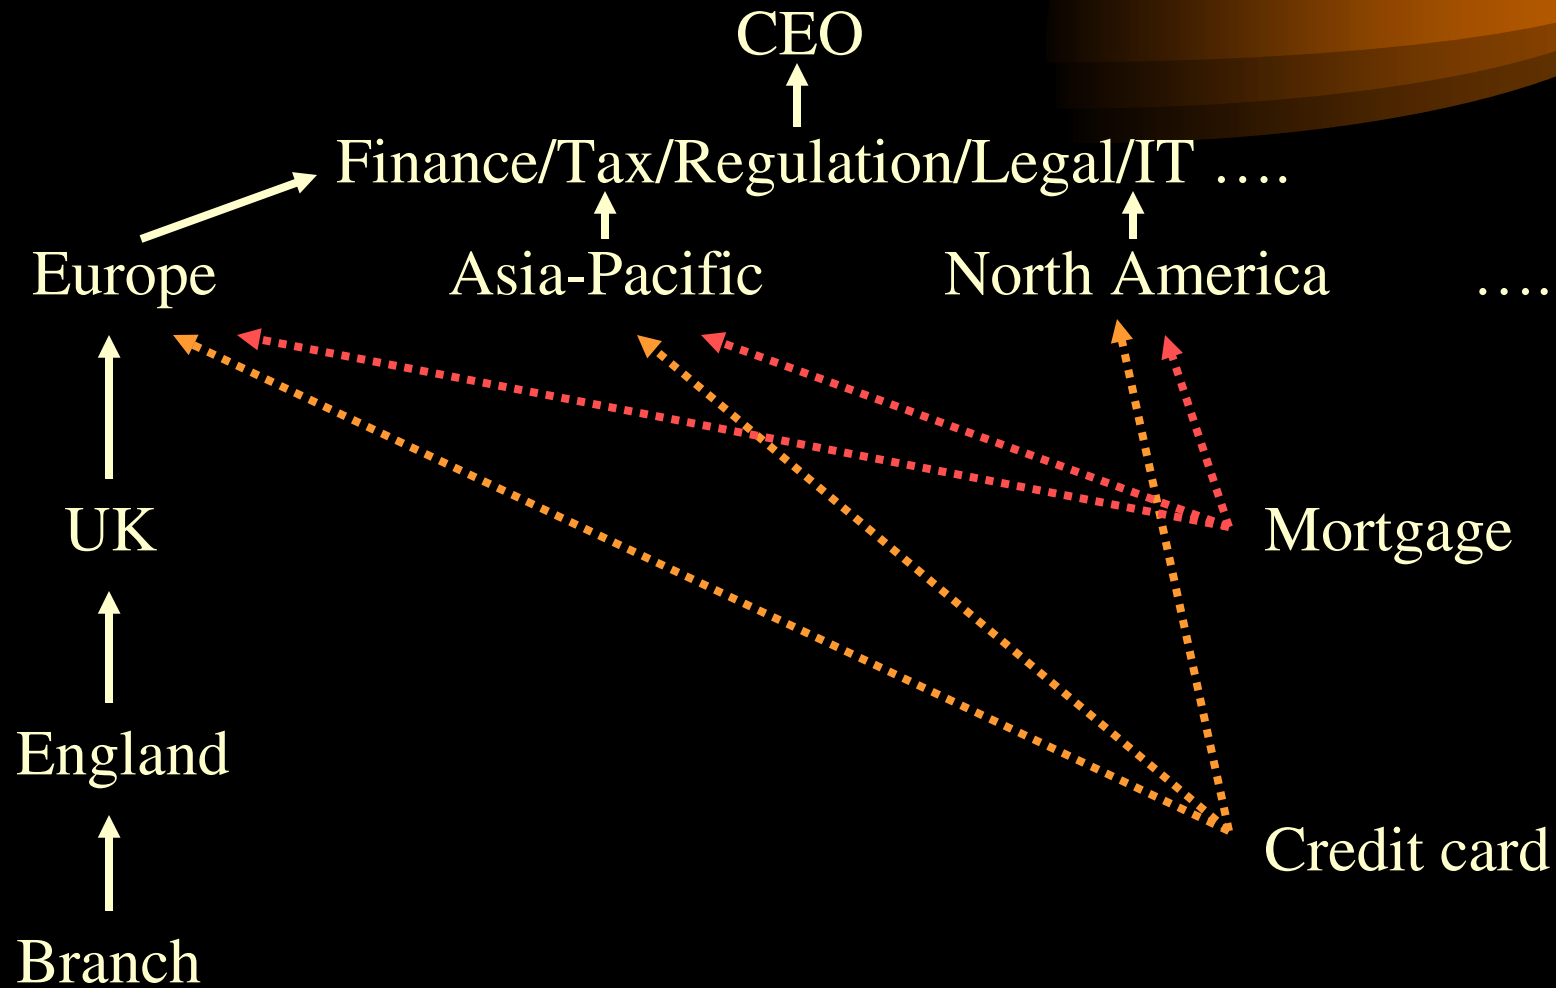 CEO
Finance/Tax/Regulation/Legal/IT ….
Europe Asia-Pacific North America ….
UK Mortgage
England
Credit card
Branch